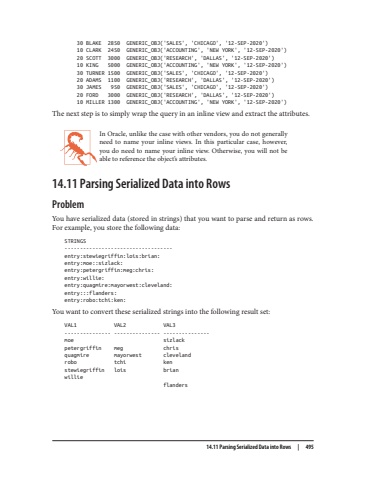 30 BLAKE 2850 GENERIC_OBJ('SALES', 'CHICAGO', '12-SEP-2020')
10 CLARK 2450 GENERIC_OBJ('ACCOUNTING', 'NEW YORK', '12-SEP-2020')
20 SCOTT 3000 GENERIC_OBJ('RESEARCH', 'DALLAS', '12-SEP-2020')
10 KING 5000 GENERIC_OBJ('ACCOUNTING', 'NEW YORK', '12-SEP-2020')
30 TURNER 1500 GENERIC_OBJ('SALES', 'CHICAGO', '12-SEP-2020')
20 ADAMS 1100 GENERIC_OBJ('RESEARCH', 'DALLAS', '12-SEP-2020')
30 JAMES 950 GENERIC_OBJ('SALES', 'CHICAGO', '12-SEP-2020')
20 FORD 3000 GENERIC_OBJ('RESEARCH', 'DALLAS', '12-SEP-2020')
10 MILLER 1300 GENERIC_OBJ('ACCOUNTING', 'NEW YORK', '12-SEP-2020')
The next step is to simply wrap the query in an inline view and extract the attributes.
In Oracle, unlike the case with other vendors, you do not generally
need to name your inline views. In this particular case, however,
you do need to name your inline view. Otherwise, you will not be
able to reference the object's attributes.
14.11 Parsing Serialized Data into Rows
Problem
You have serialized data (stored in strings) that you want to parse and return as rows.
For example, you store the following data:
STRINGS
-----------------------------------
entry:stewiegriffin:lois:brian:
entry:moe::sizlack:
entry:petergriffin:meg:chris:
entry:willie:
entry:quagmire:mayorwest:cleveland:
entry:::flanders:
entry:robo:tchi:ken:
You want to convert these serialized strings into the following result set:
VAL1 VAL2 VAL3
--------------- --------------- ---------------
moe sizlack
petergriffin meg chris
quagmire mayorwest cleveland
robo tchi ken
stewiegriffin lois brian
willie
flanders
14.11 Parsing Serialized Data into Rows | 495